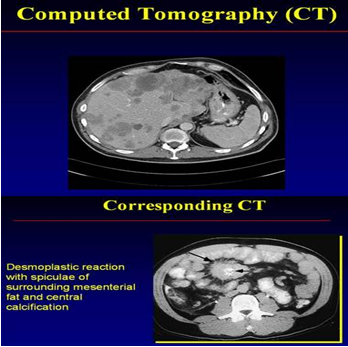 Computed Tomography (CT)
Corresponding CT
Desmoplastic reaction
with spiculae of
surrounding mesenterial
fat and central
calcification